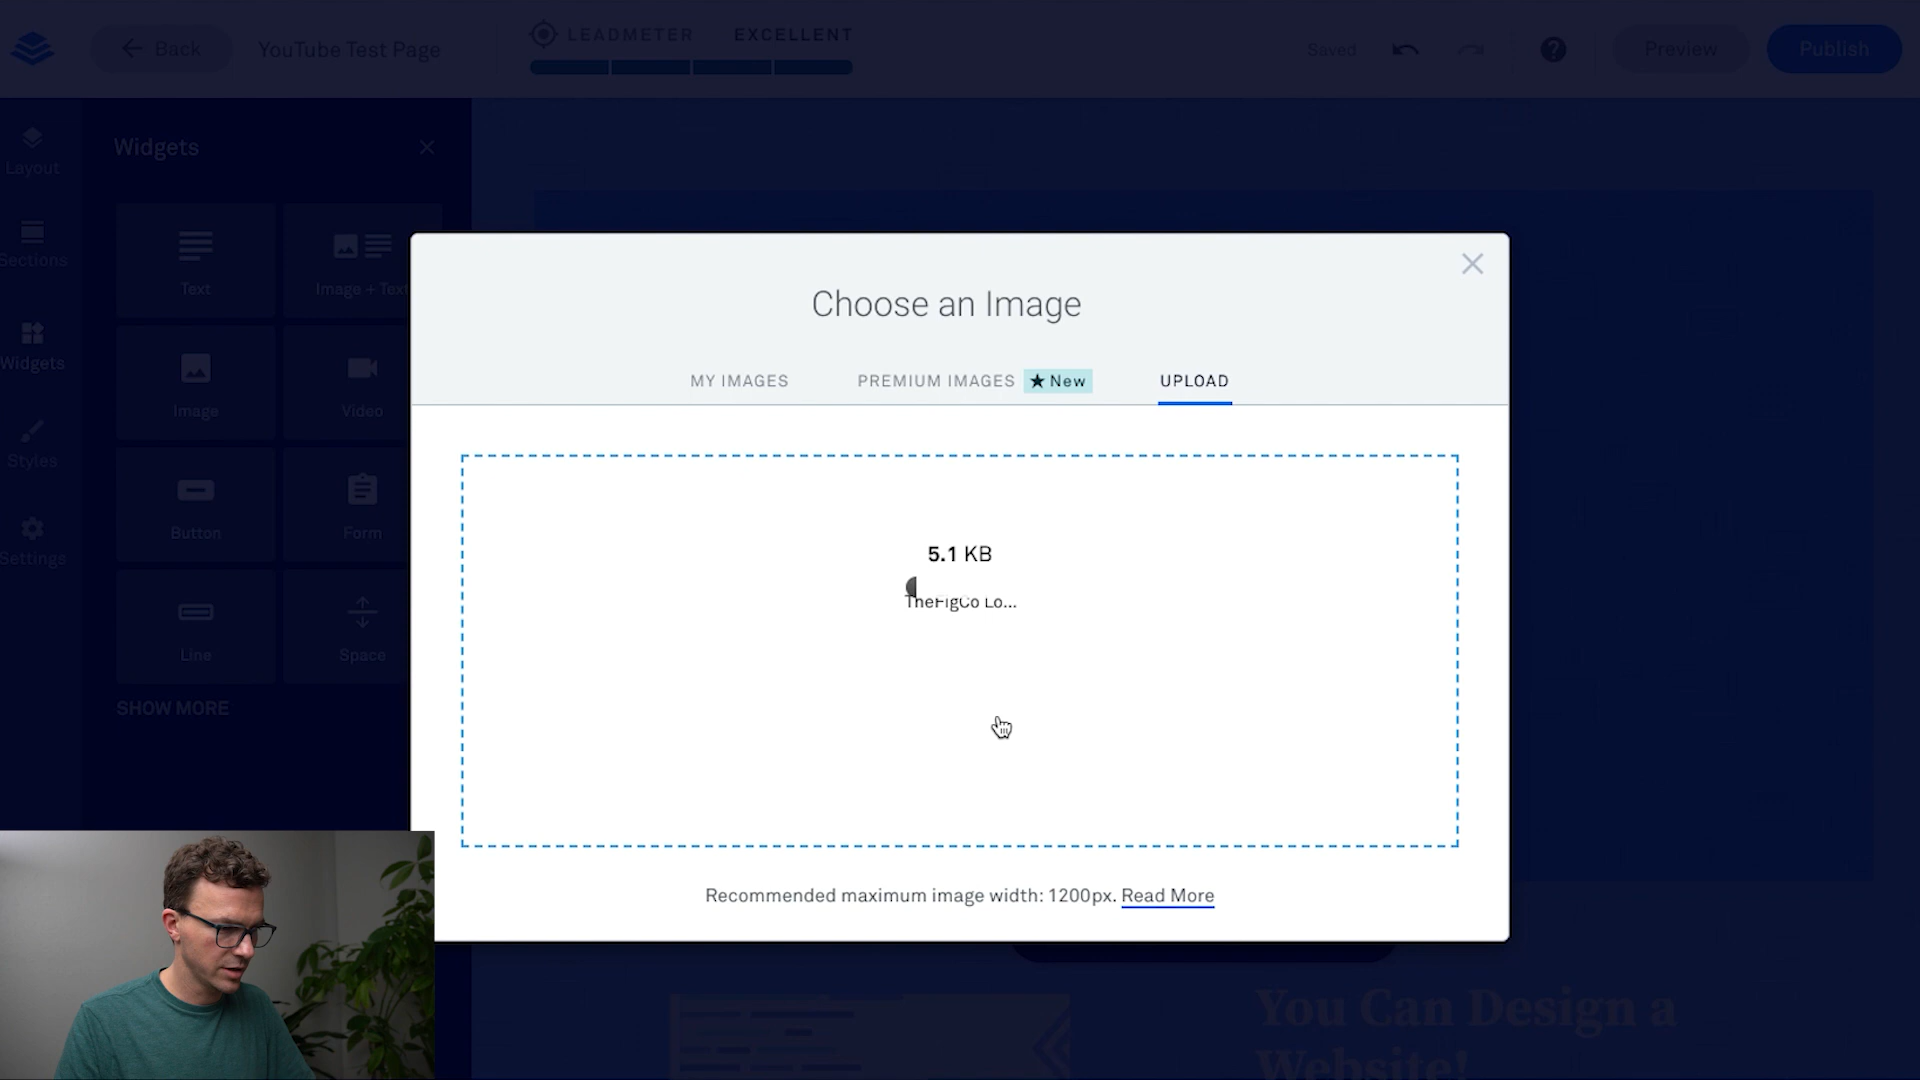 Back
YouTube Test Page
LEADMETER
EXCELLENT
Saved
Preview
Publish
Layout
Sections
Widgets
Styles
Settings
Widgets
Text
Image + Text
Image
Video
Button
Form
Line
Space
SHOW MORE
Choose an Image
MY IMAGES
PREMIUM IMAGES
★ New
UPLOAD
5.1 KB
TheFigCo Lo...
Recommended maximum image width: 1200px. Read More
You Can Design a
Website!